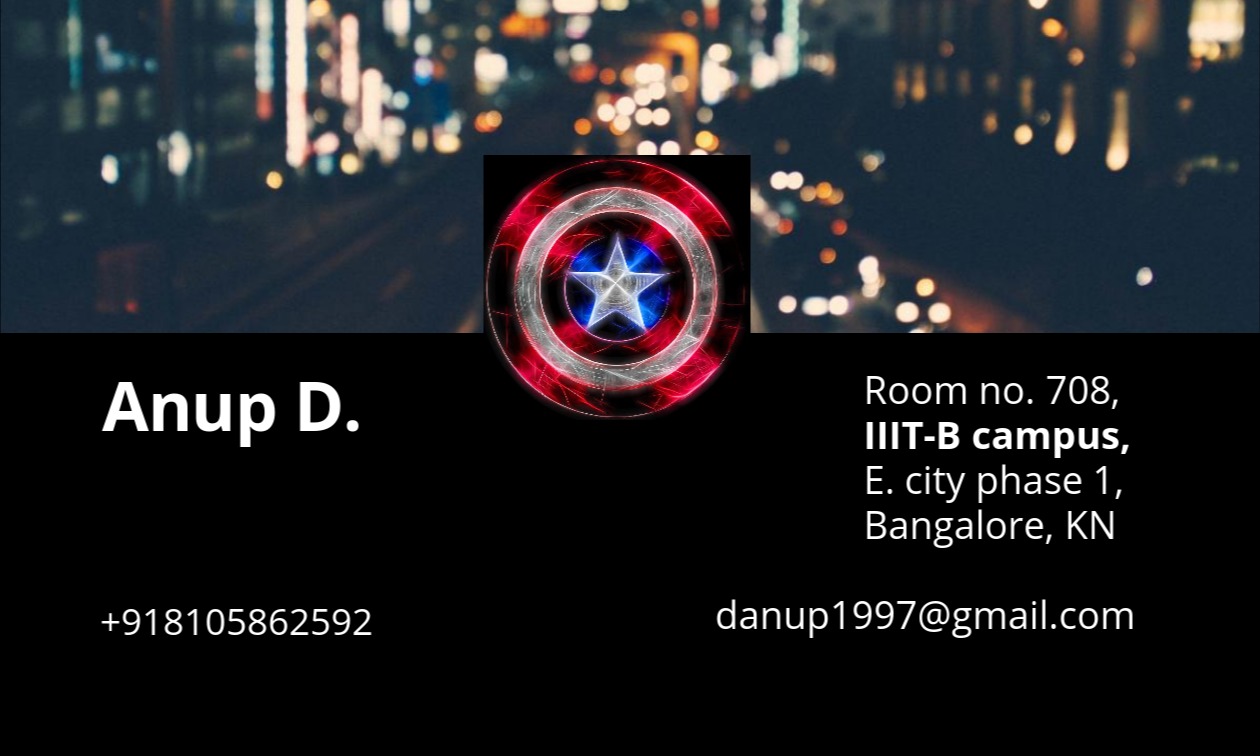 Anup D.
Room no. 708,
IIIT-B campus,
E. city phase 1,
Bangalore, KN
+918105862592
danup1997@gmail.com